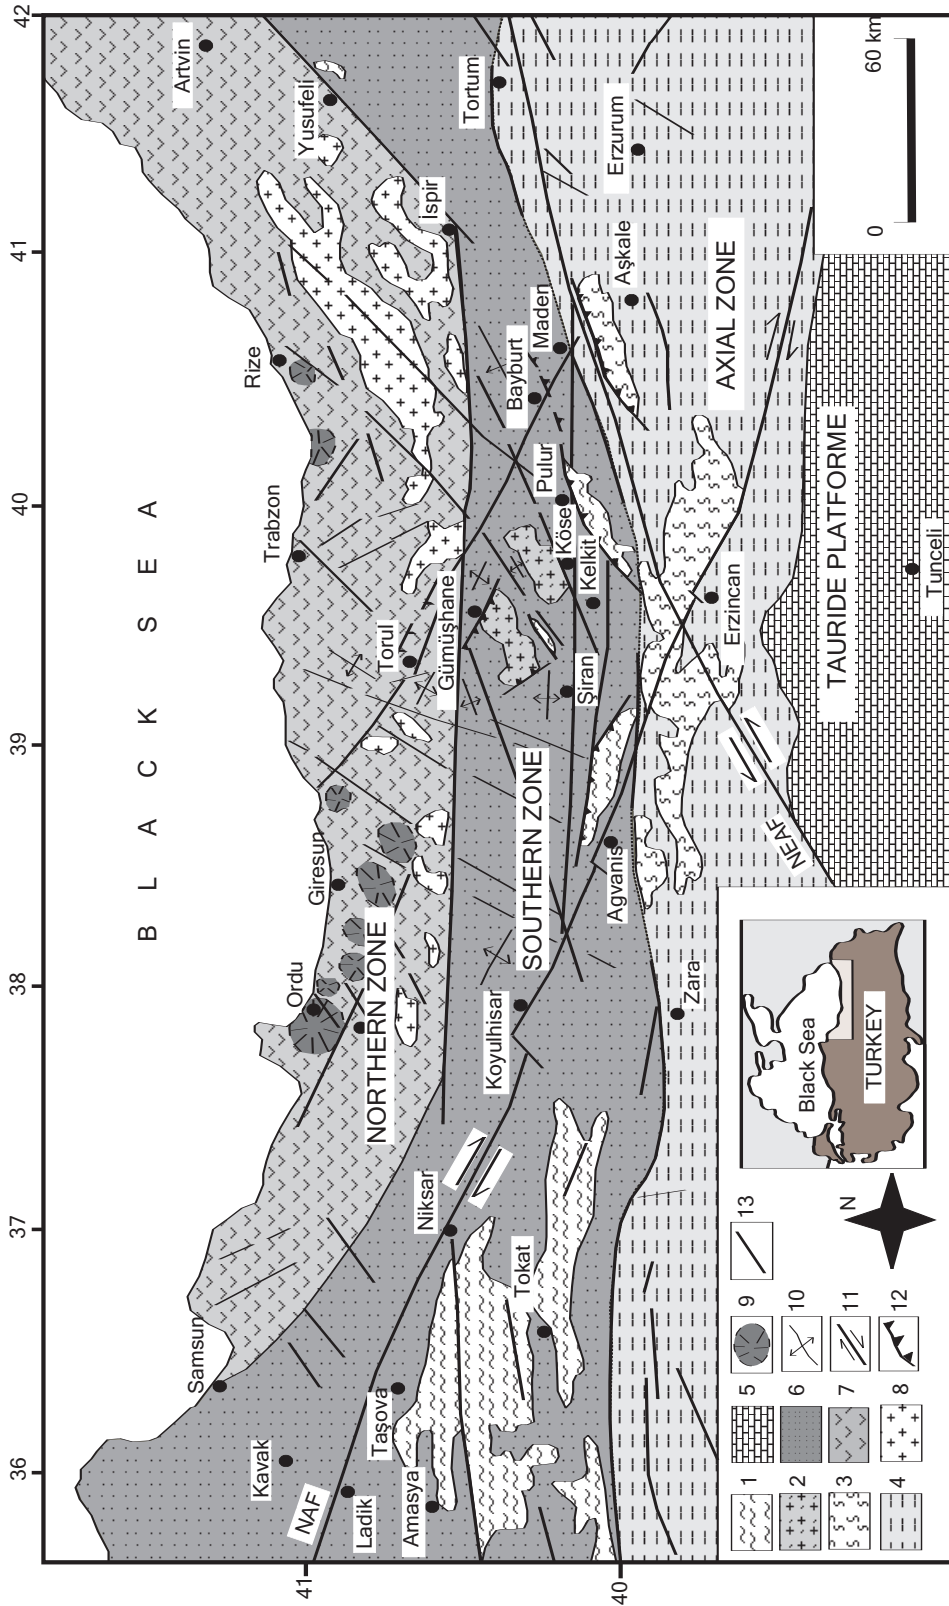 36
37
38
39
40
41
42
41
40
BLACK SEA
Samsun
Kavak
Ladik
Taşova
Amasya
NAF
Niksar
Tokat
Ordu
Giresun
NORTHERN ZONE
Koyulhisar
SOUTHERN ZONE
Agvanis
Zara
Torul
Trabzon
Gümüşhane
Şiran
Köse
Kelkit
Pulur
Bayburt
Maden
Rize
İspir
Yusufeli
Artvin
Tortum
Erzurum
Aşkale
AXIAL ZONE
Erzincan
NEAF
TAURIDE PLATFORME
Tunceli
0
60 km
Black Sea
TURKEY
N
1
2
3
4
5
6
7
8
9
10
11
12
13